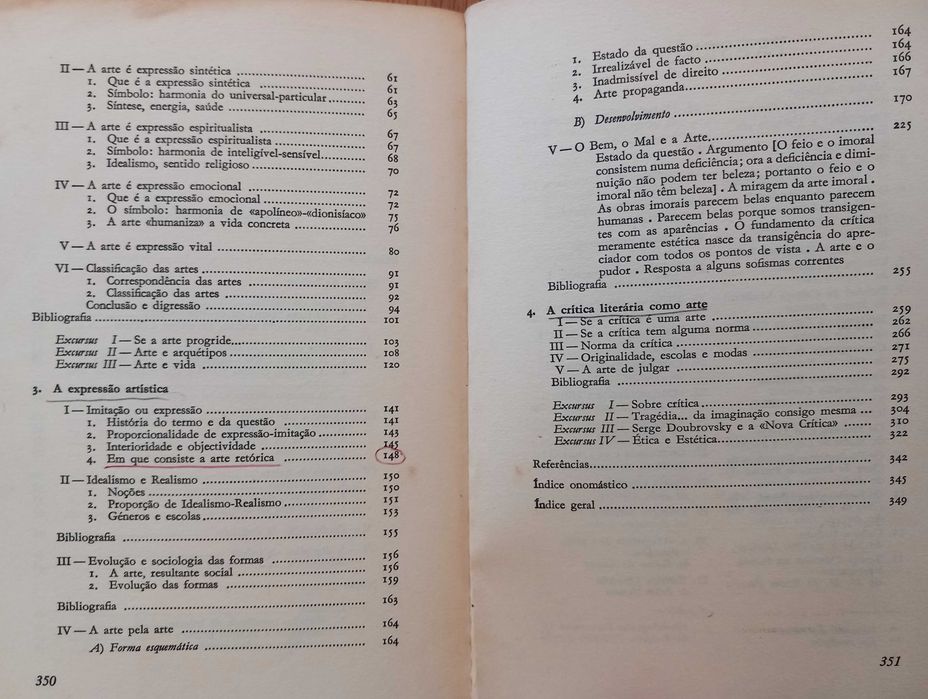 II — A arte é expressão sintética ........ 61
1. Que é a expressão sintética ........ 61
2. Símbolo: harmonia do universal-particular ........ 63
3. Síntese, energia, saúde ........ 65
III — A arte é expressão espiritualista ........ 67
1. Que é a expressão espiritualista ........ 67
2. Símbolo: harmonia de inteligível-sensível ........ 68
3. Idealismo, sentido religioso ........ 70
IV — A arte é expressão emocional ........ 72
1. Que é a expressão emocional ........ 72
2. O símbolo: harmonia de «apolíneo»-«dionisíaco» 75
3. A arte «humaniza» a vida concreta ........ 76
V — A arte é expressão vital ........ 80
VI — Classificação das artes ........ 91
1. Correspondência das artes ........ 91
2. Classificação das artes ........ 92
Conclusão e digressão ........ 94
Bibliografia ........ 101
Excursus I — Se a arte progride ........ 103
Excursus II — Arte e arquétipos ........ 108
Excursus III — Arte e vida ........ 120
3. A expressão artística
I — Imitação ou expressão ........ 141
1. História do termo e da questão ........ 141
2. Proporcionalidade de expressão-imitação ........ 143
3. Interioridade e objectividade ........ 145
4. Em que consiste a arte retórica ........ 148
II — Idealismo e Realismo ........ 150
1. Noções ........ 150
2. Proporção de Idealismo-Realismo ........ 151
3. Géneros e escolas ........ 153
Bibliografia ........ 155
III — Evolução e sociologia das formas ........ 156
1. A arte, resultante social ........ 156
2. Evolução das formas ........ 159
Bibliografia ........ 163
IV — A arte pela arte ........ 164
A) Forma esquemática ........ 164
350
1. Estado da questão ........ 164
2. Irrealizável de facto ........ 164
3. Inadmissível de direito ........ 166
4. Arte propaganda ........ 167
B) Desenvolvimento ........ 170
V — O Bem, o Mal e a Arte ........ 225
Estado da questão . Argumento [O feio e o imoral
consistem numa deficiência; ora a deficiência e dimi-
nuição não podem ter beleza; portanto o feio e o
imoral não têm beleza] . A miragem da arte imoral .
As obras imorais parecem belas enquanto parecem
humanas . Parecem belas porque somos transigen-
tes com as aparências . O fundamento da crítica
meramente estética nasce da transigência do apre-
ciador com todos os pontos de vista . A arte e o
pudor . Resposta a alguns sofismas correntes
Bibliografia ........ 255
4. A crítica literária como arte
I — Se a crítica é uma arte ........ 259
II — Se a crítica tem alguma norma ........ 262
III — Norma da crítica ........ 266
IV — Originalidade, escolas e modas ........ 271
V — A arte de julgar ........ 275
Bibliografia ........ 292
Excursus I — Sobre crítica ........ 293
Excursus II — Tragédia... da imaginação consigo mesma ... 304
Excursus III — Serge Doubrovsky e a «Nova Crítica» ........ 310
Excursus IV — Ética e Estética ........ 322
Referências ........ 342
Índice onomástico ........ 345
Índice geral ........ 349
351